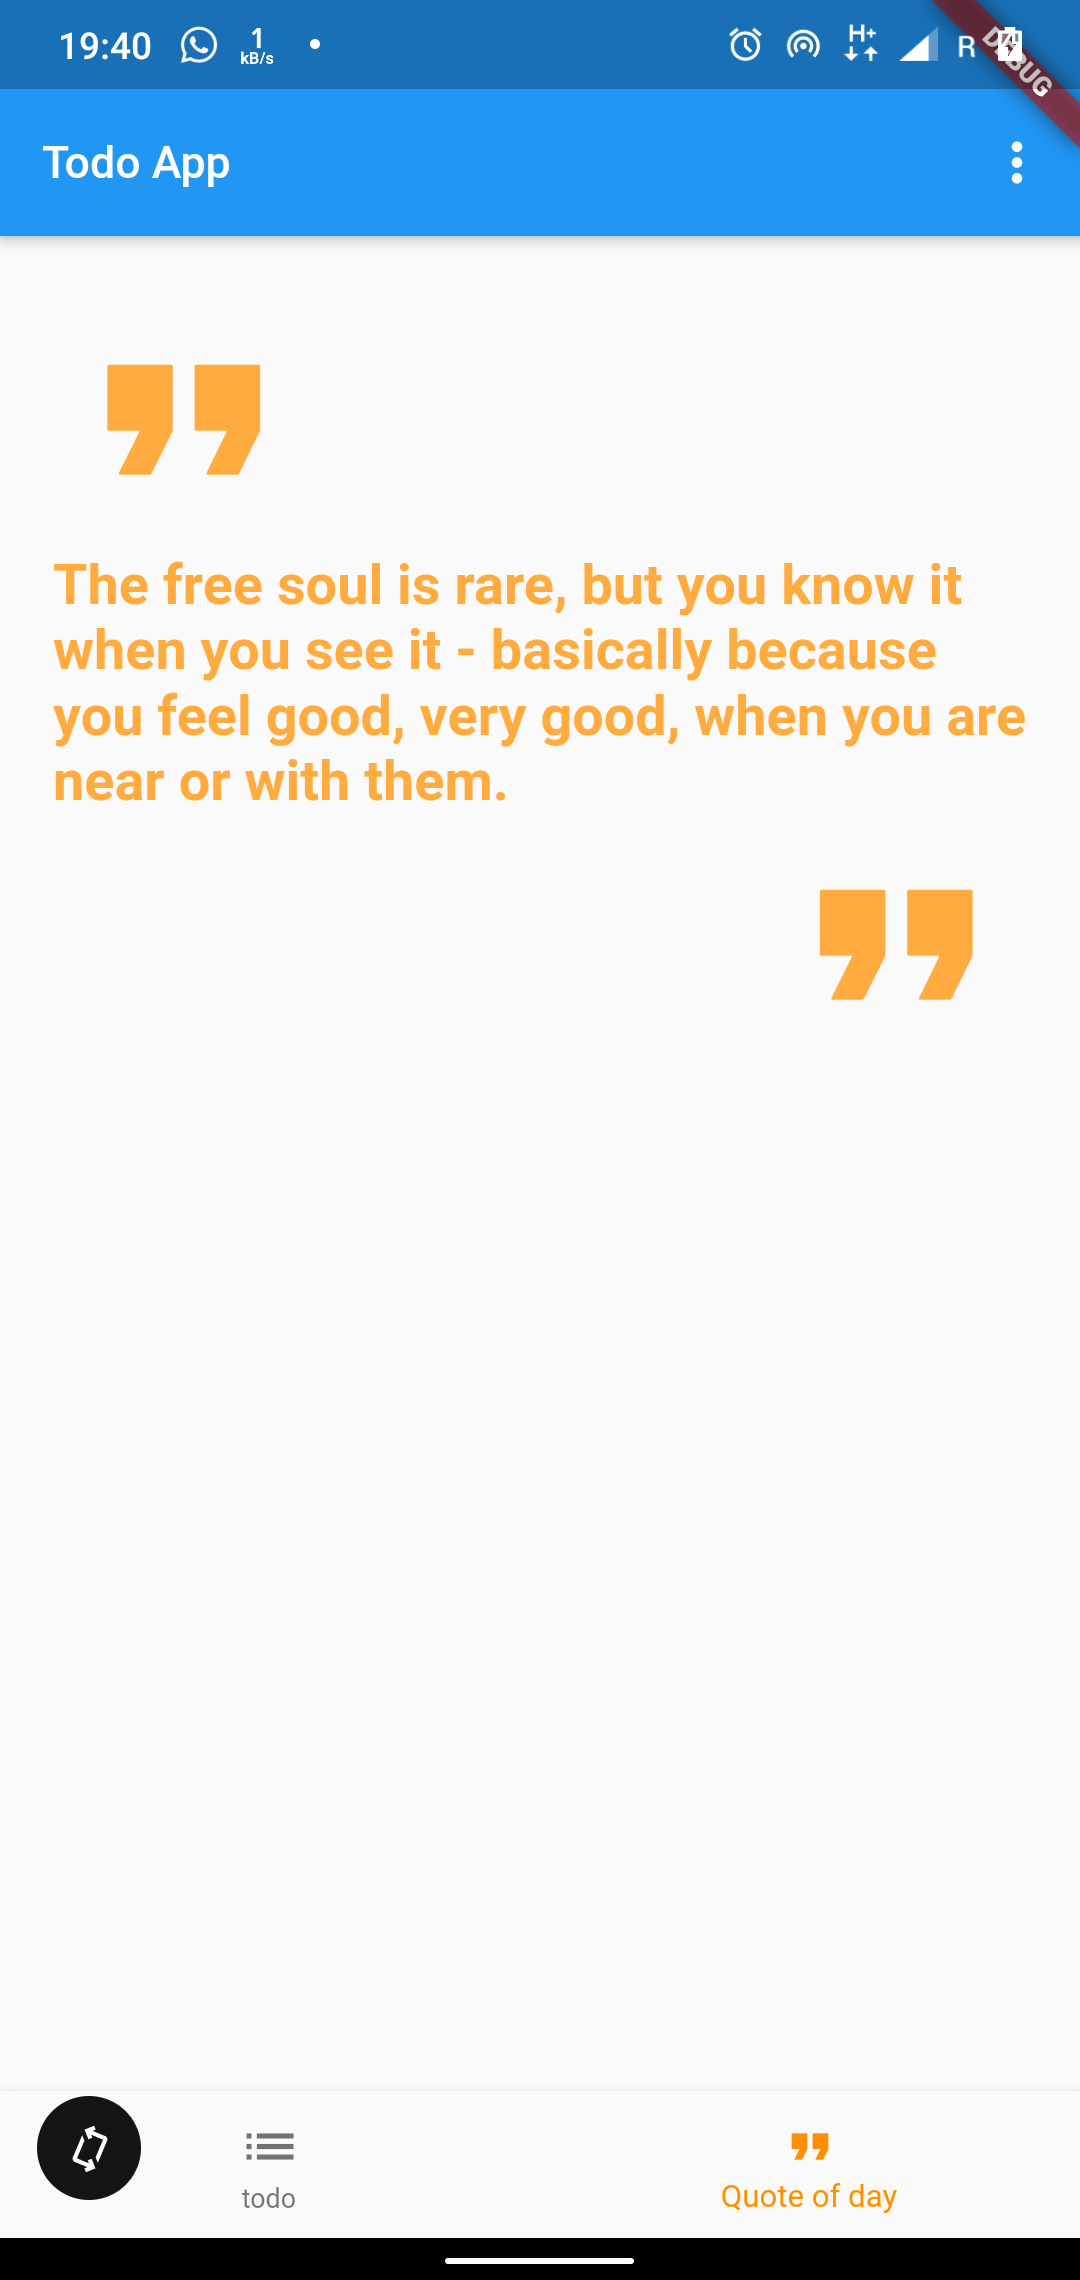 19:40 1 kB/s H+ R DEBUG
Todo App
The free soul is rare, but you know it
when you see it - basically because
you feel good, very good, when you are
near or with them.
todo Quote of day